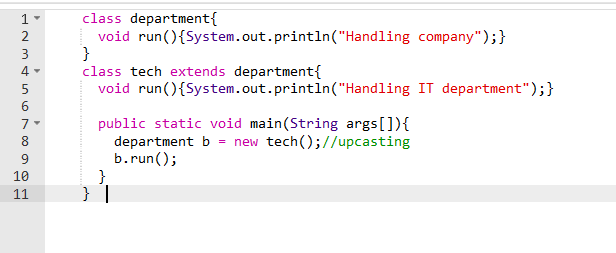 1 class department{
2 void run(){System.out.println("Handling company");}
3 }
4 class tech extends department{
5 void run(){System.out.println("Handling IT department");}
6
7 public static void main(String args[]){
8 department b = new tech();//upcasting
9 b.run();
10 }
11 }